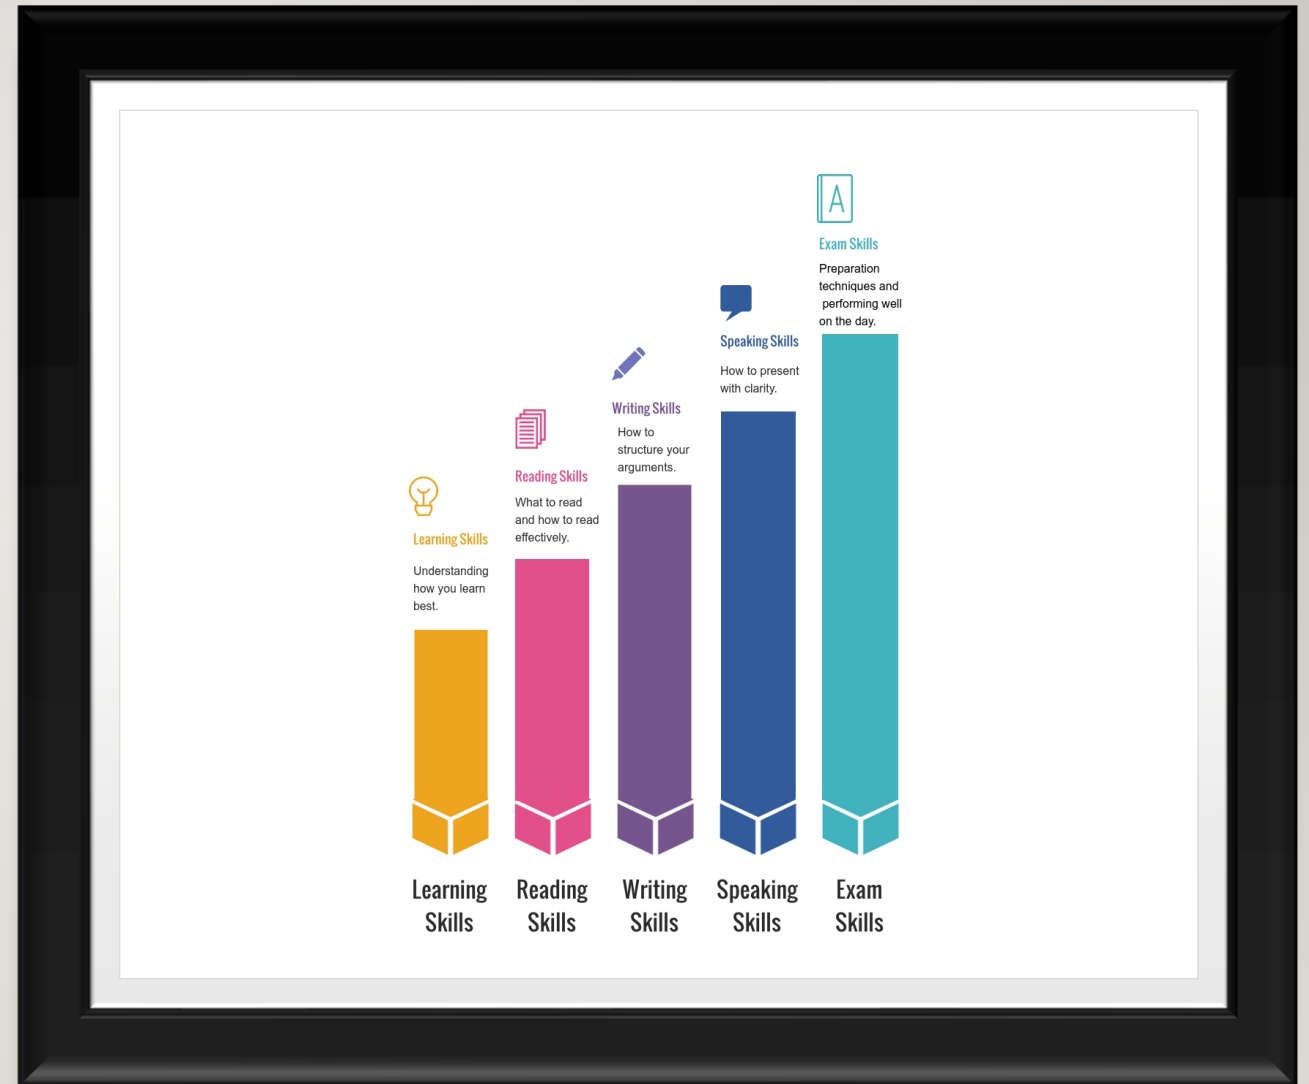 A
Exam Skills
Preparation
techniques and
performing well
on the day.
Speaking Skills
How to present
with clarity.
Writing Skills
How to
structure your
arguments.
Reading Skills
What to read
and how to read
effectively.
Learning Skills
Understanding
how you learn
best.
Learning
Skills
Reading
Skills
Writing
Skills
Speaking
Skills
Exam
Skills